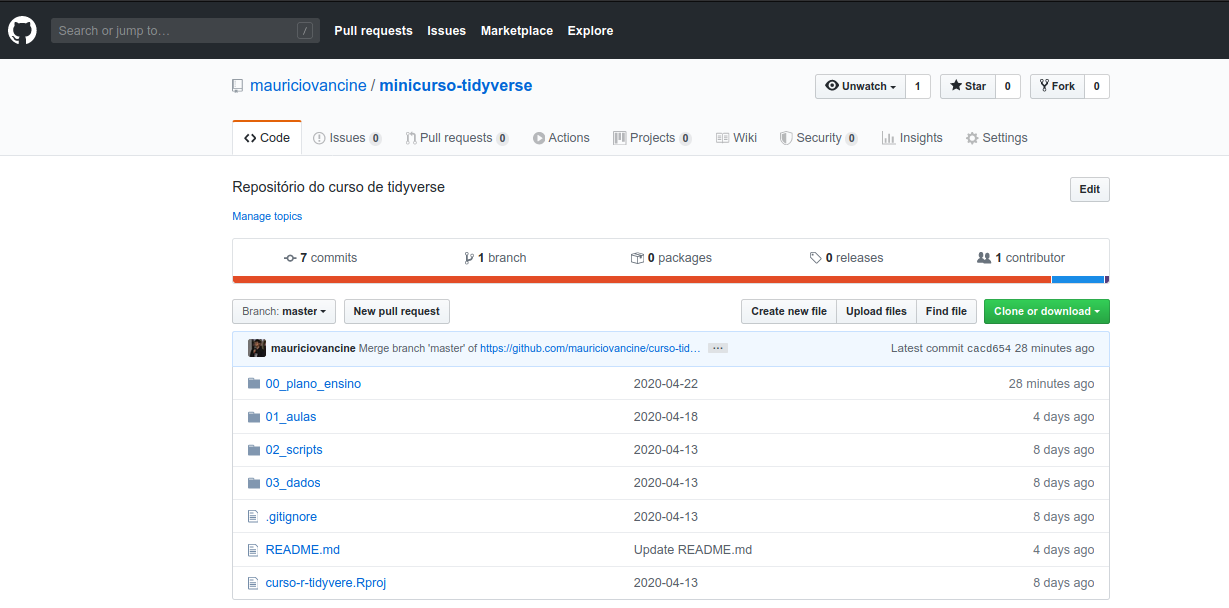 Search or jump to… / Pull requests Issues Marketplace Explore
mauriciovancine / minicurso-tidyverse Unwatch 1 Star 0 Fork 0
Code Issues 0 Pull requests 0 Actions Projects 0 Wiki Security 0 Insights Settings
Repositório do curso de tidyverse Edit
Manage topics
7 commits 1 branch 0 packages 0 releases 1 contributor
Branch: master New pull request Create new file Upload files Find file Clone or download
mauriciovancine Merge branch 'master' of https://github.com/mauriciovancine/curso-tid… ... Latest commit cacd654 28 minutes ago
00_plano_ensino 2020-04-22 28 minutes ago
01_aulas 2020-04-18 4 days ago
02_scripts 2020-04-13 8 days ago
03_dados 2020-04-13 8 days ago
.gitignore 2020-04-13 8 days ago
README.md Update README.md 4 days ago
curso-r-tidyvere.Rproj 2020-04-13 8 days ago